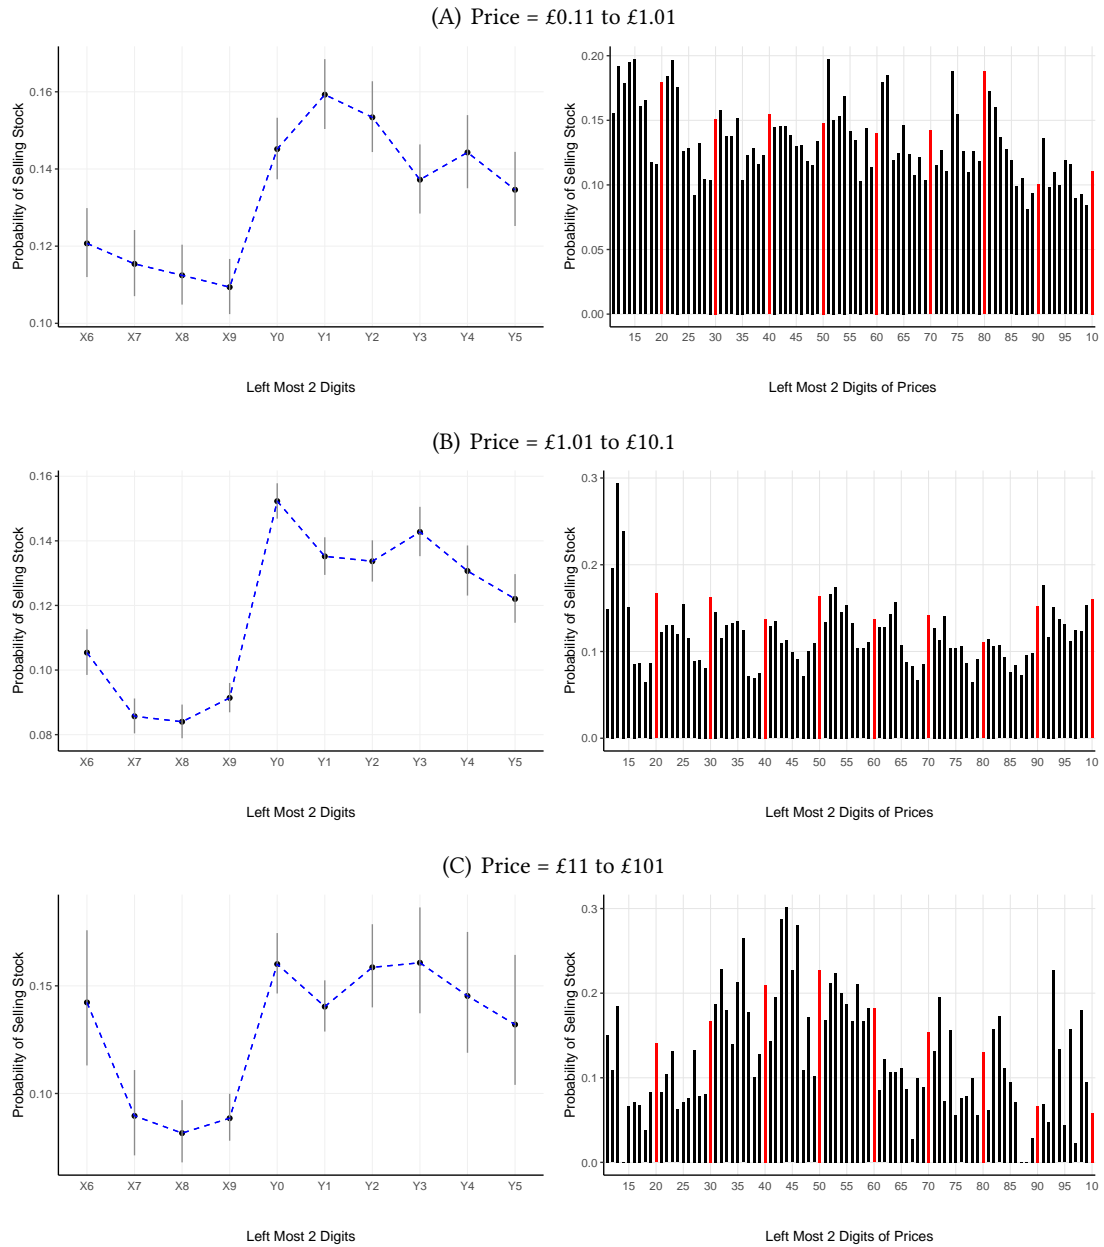 (A) Price = £0.11 to £1.01
Probability of Selling Stock
0.16
0.14
0.12
0.10
X6 X7 X8 X9 Y0 Y1 Y2 Y3 Y4 Y5
Left Most 2 Digits
Probability of Selling Stock
0.20
0.15
0.10
0.05
0.00
15 20 25 30 35 40 45 50 55 60 65 70 75 80 85 90 95 10
Left Most 2 Digits of Prices
(B) Price = £1.01 to £10.1
Probability of Selling Stock
0.16
0.14
0.12
0.10
0.08
X6 X7 X8 X9 Y0 Y1 Y2 Y3 Y4 Y5
Left Most 2 Digits
Probability of Selling Stock
0.3
0.2
0.1
0.0
15 20 25 30 35 40 45 50 55 60 65 70 75 80 85 90 95 10
Left Most 2 Digits of Prices
(C) Price = £11 to £101
Probability of Selling Stock
0.15
0.10
X6 X7 X8 X9 Y0 Y1 Y2 Y3 Y4 Y5
Left Most 2 Digits
Probability of Selling Stock
0.3
0.2
0.1
0.0
15 20 25 30 35 40 45 50 55 60 65 70 75 80 85 90 95 10
Left Most 2 Digits of Prices